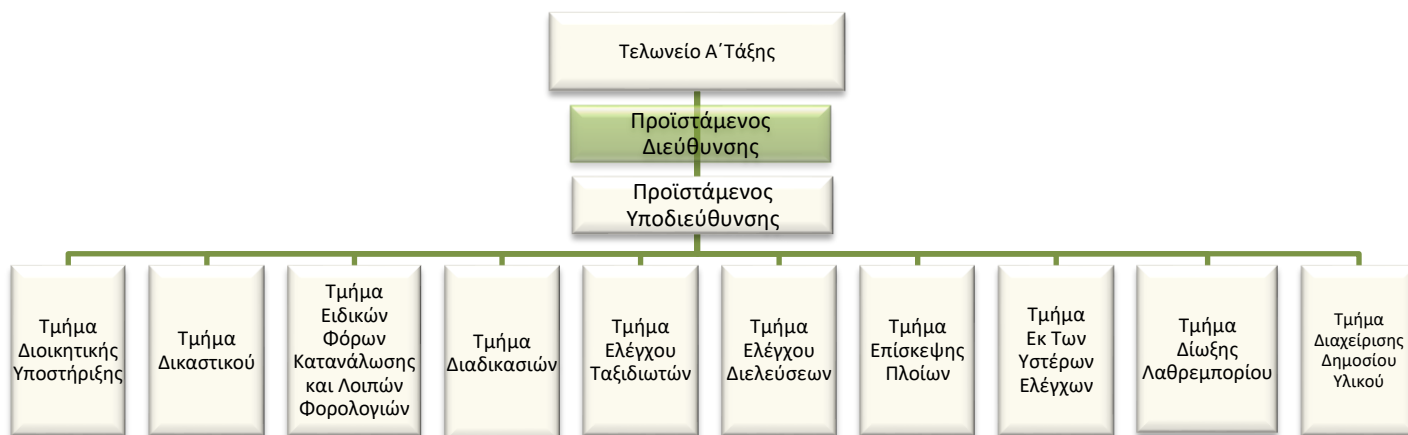 Τελωνείο Α΄Τάξης
Προϊστάμενος
Διεύθυνσης
Προϊστάμενος
Υποδιεύθυνσης
Τμήμα
Διοικητικής
Υποστήριξης
Τμήμα
Δικαστικού
Τμήμα
Ειδικών
Φόρων
Κατανάλωσης
και Λοιπών
Φορολογιών
Τμήμα
Διαδικασιών
Τμήμα
Ελέγχου
Ταξιδιωτών
Τμήμα
Ελέγχου
Διελεύσεων
Τμήμα
Επίσκεψης
Πλοίων
Τμήμα
Εκ Των
Υστέρων
Ελέγχων
Τμήμα
Δίωξης
Λαθρεμπορίου
Τμήμα
Διαχείρισης
Δημοσίου
Υλικού